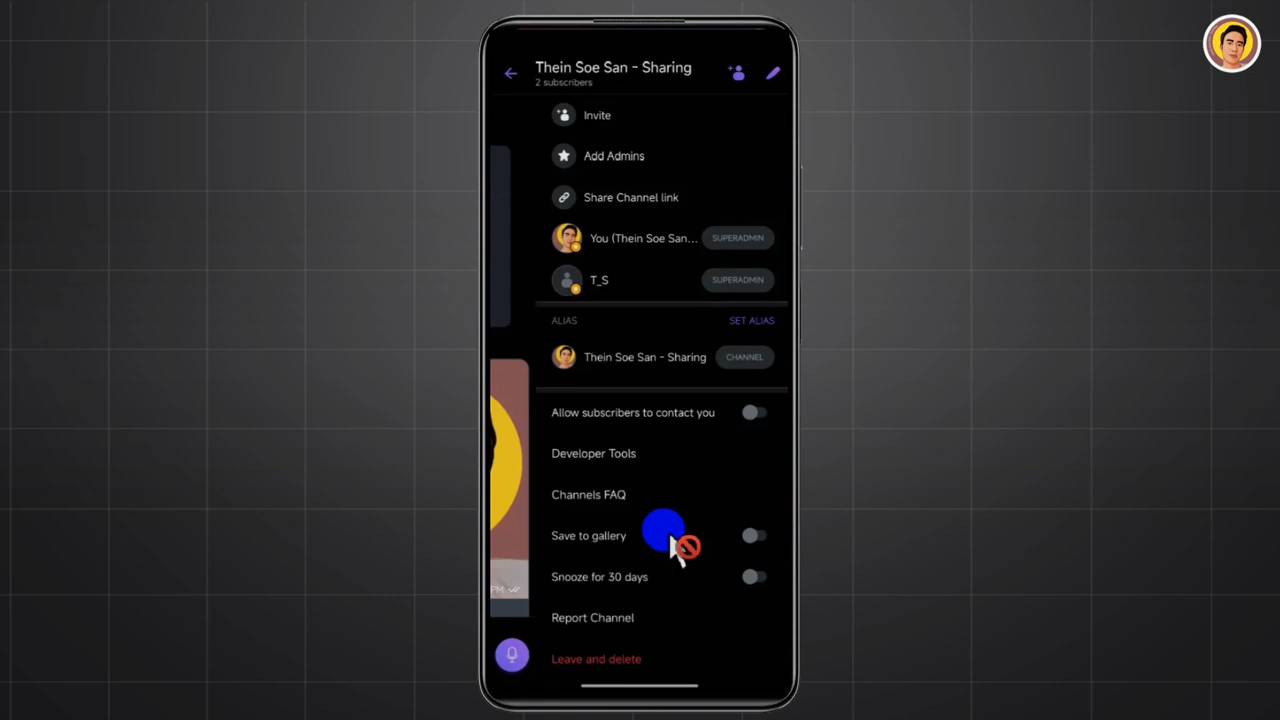 Thein Soe San - Sharing
2 subscribers
Invite
Add Admins
Share Channel link
You (Thein Soe San... SUPERADMIN
T_S SUPERADMIN
ALIAS SET ALIAS
Thein Soe San - Sharing CHANNEL
Allow subscribers to contact you
Developer Tools
Channels FAQ
Save to gallery
Snooze for 30 days
PM
Report Channel
Leave and delete